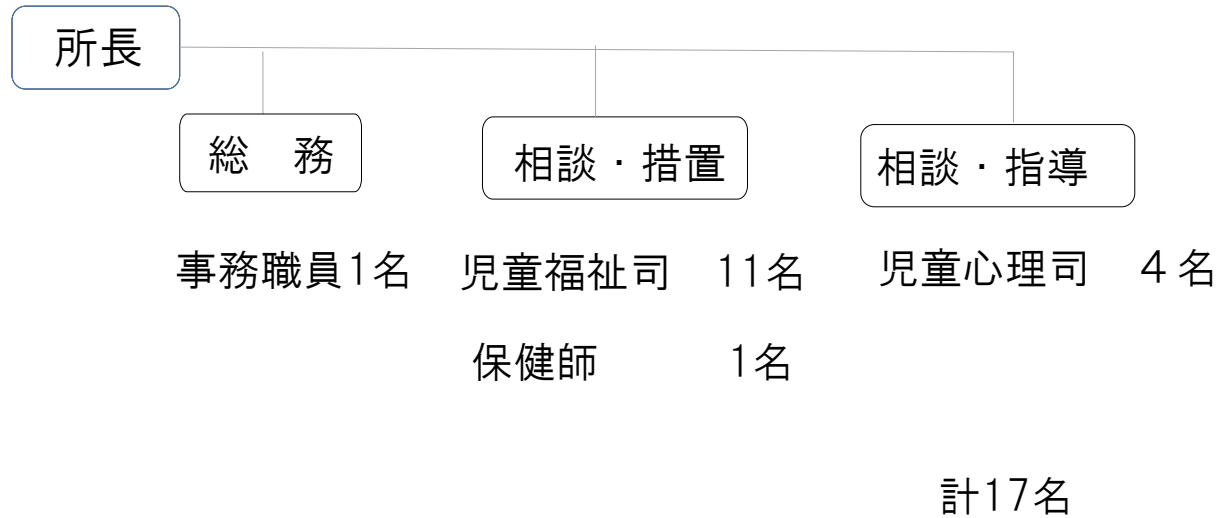 所長
総　務
相談・措置
相談・指導
事務職員1名
児童福祉司　11名
児童心理司　４名
保健師　　　1名
計17名